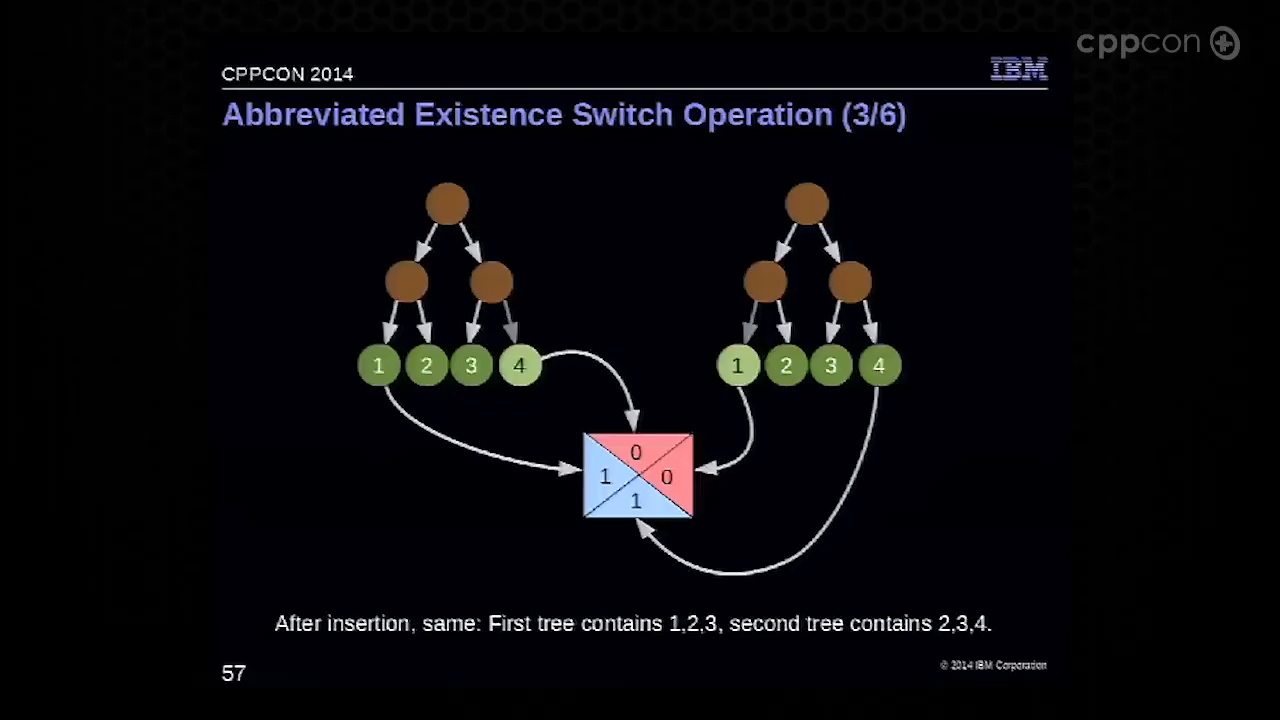 cppcon
CPPCON 2014
IBM
Abbreviated Existence Switch Operation (3/6)
1 2 3 4
1 2 3 4
0
1 0
1
After insertion, same: First tree contains 1,2,3, second tree contains 2,3,4.
57
© 2014 IBM Corporation